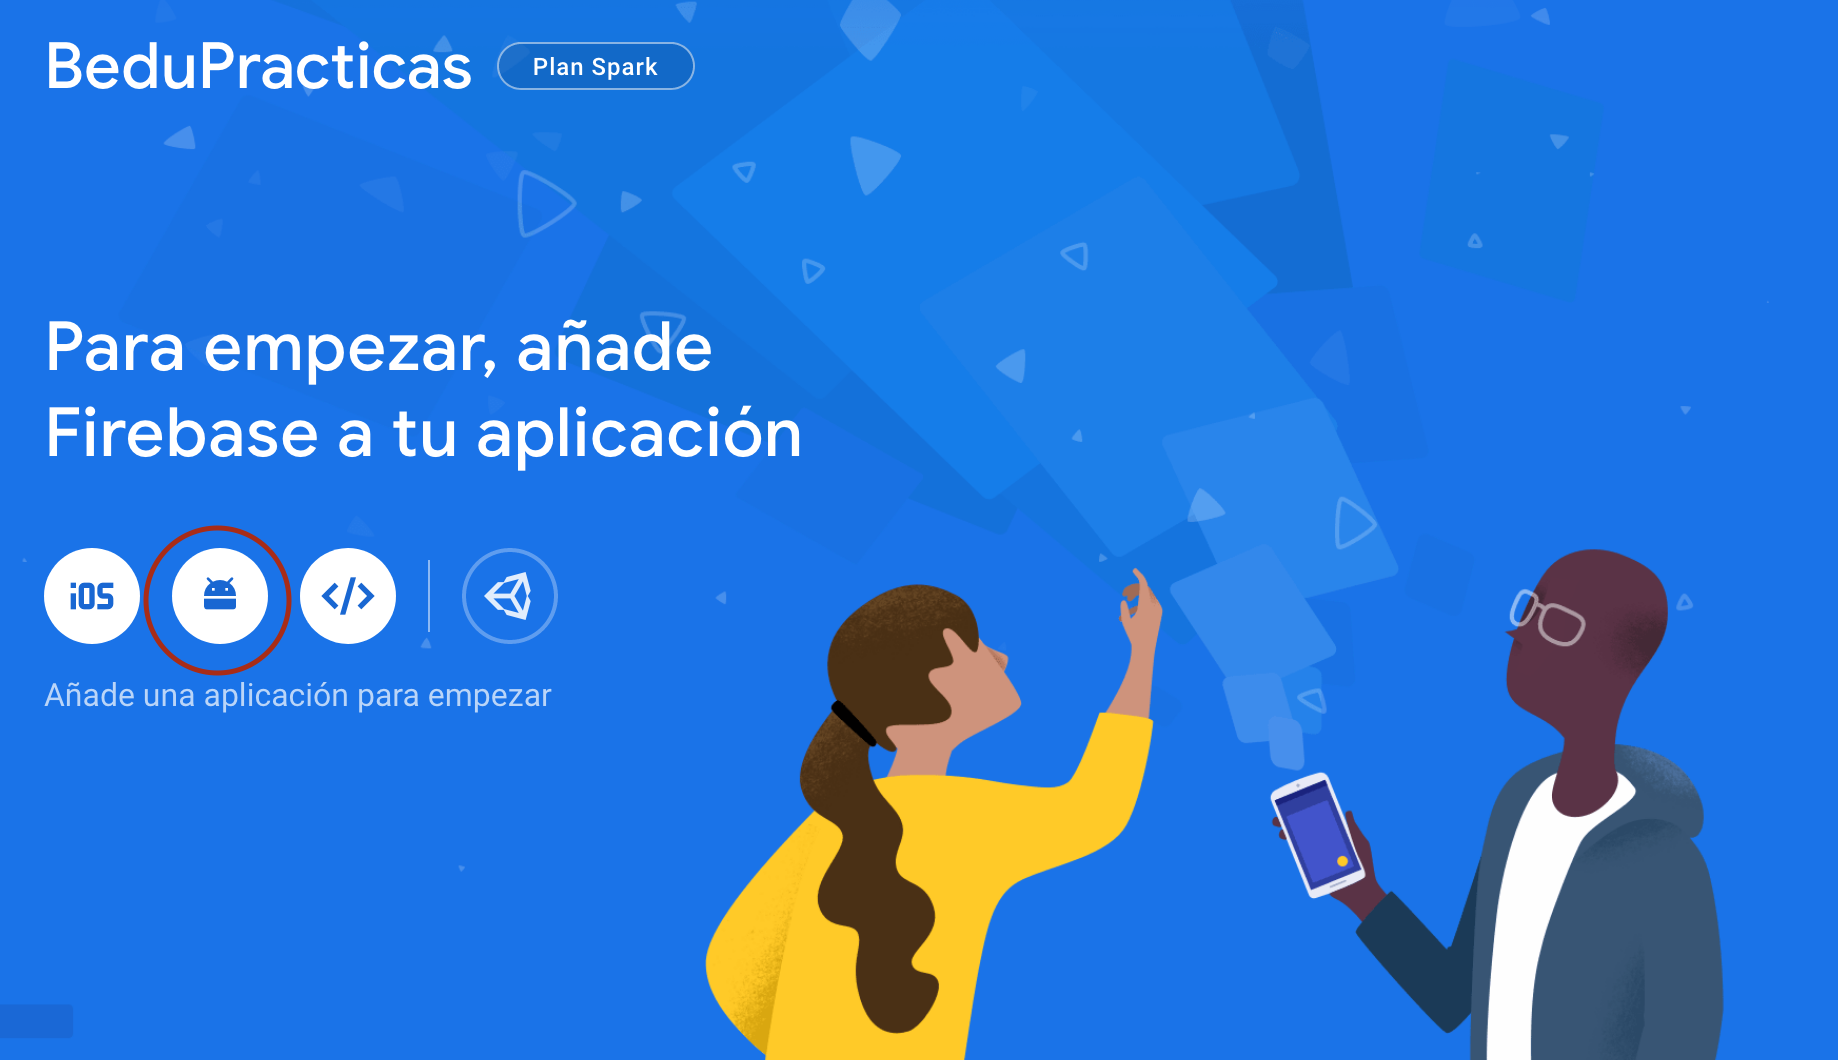 BeduPracticas
Plan Spark
Para empezar, añade
Firebase a tu aplicación
iOS
</>
Añade una aplicación para empezar